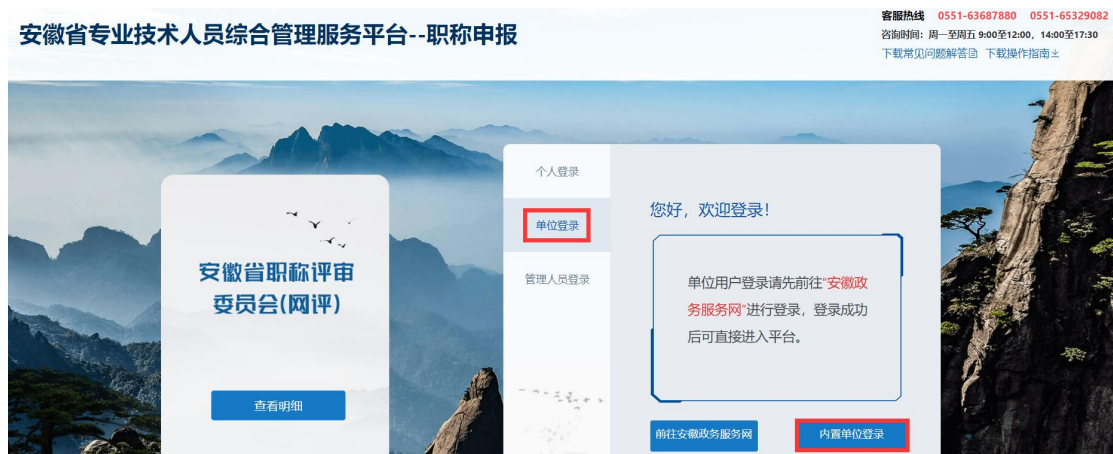 客服热线 0551-63687880 0551-65329082
安徽省专业技术人员综合管理服务平台--职称申报
咨询时间：周一至周五 9:00至12:00，14:00至17:30
下载常见问题解答 下载操作指南
个人登录
单位登录
管理人员登录
安徽省职称评审
委员会(网评)
查看明细
您好，欢迎登录！
单位用户登录请先前往“安徽政
务服务网”进行登录，登录成功
后可直接进入平台。
前往安徽政务服务网
内置单位登录